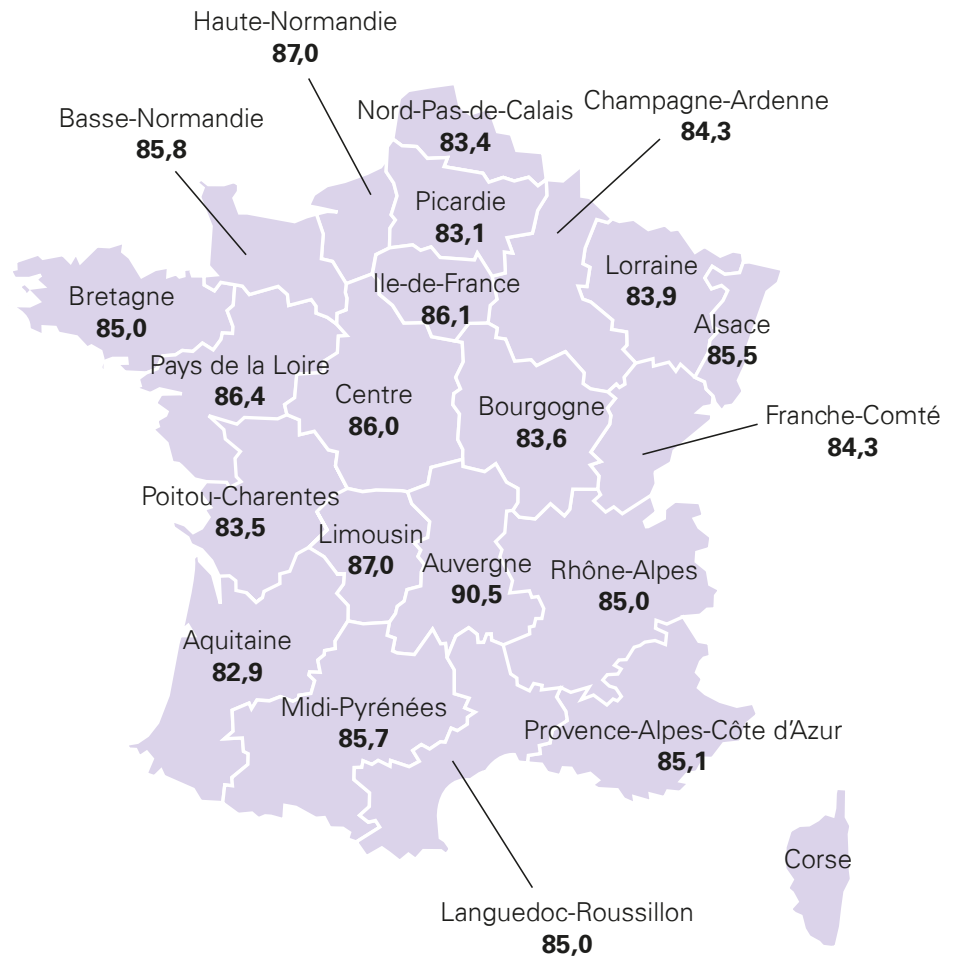 Haute-Normandie
87,0
Nord-Pas-de-Calais
83,4
Champagne-Ardenne
84,3
Basse-Normandie
85,8
Picardie
83,1
Lorraine
83,9
Ile-de-France
86,1
Bretagne
85,0
Alsace
85,5
Pays de la Loire
86,4
Centre
86,0
Bourgogne
83,6
Franche-Comté
84,3
Poitou-Charentes
83,5
Limousin
87,0
Auvergne
90,5
Rhône-Alpes
85,0
Aquitaine
82,9
Midi-Pyrénées
85,7
Provence-Alpes-Côte d'Azur
85,1
Corse
Languedoc-Roussillon
85,0